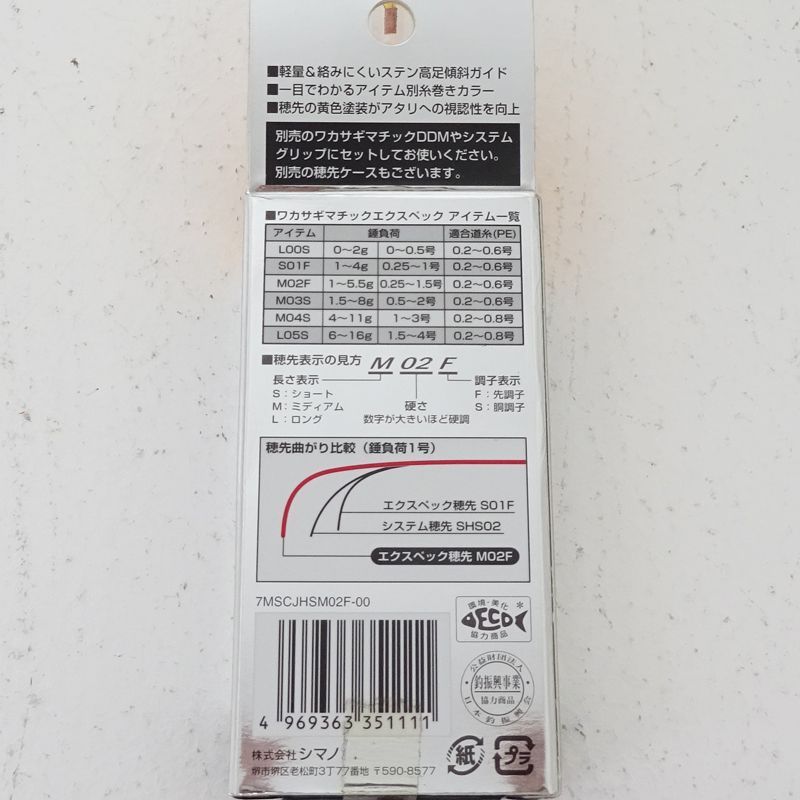 ■軽量&絡みにくいステン高足傾斜ガイド
■一目でわかるアイテム別糸巻きカラー
■穂先の黄色塗装がアタリへの視認性を向上
別売のワカサギマチックDDMやシステム
グリップにセットしてお使いください。
別売の穂先ケースもございます。
■ワカサギマチックエクスペック アイテム一覧
アイテム 錘負荷 適合道糸(PE)
L00S 0～2g 0～0.5号 0.2～0.6号
S01F 1～4g 0.25～1号 0.2～0.6号
M02F 1～5.5g 0.25～1.5号 0.2～0.6号
M03S 1.5～8g 0.5～2号 0.2～0.6号
M04S 4～11g 1～3号 0.2～0.8号
L05S 6～16g 1.5～4号 0.2～0.8号
■穂先表示の見方 M 02 F
長さ表示 調子表示
S：ショート F：先調子
M：ミディアム 硬さ S：胴調子
L：ロング 数字が大きいほど硬調
穂先曲がり比較（錘負荷1号）
エクスペック穂先 S01F
システム穂先 SHS02
エクスペック穂先 M02F
7MSCJHSM02F-00
環境・美化
ECO
協力商品
公益財団法人
釣振興事業
協力商品
日本釣振興会
4 969363 351111
株式会社シマノ
堺市堺区老松町3丁77番地 〒590-8577
紙
プラ